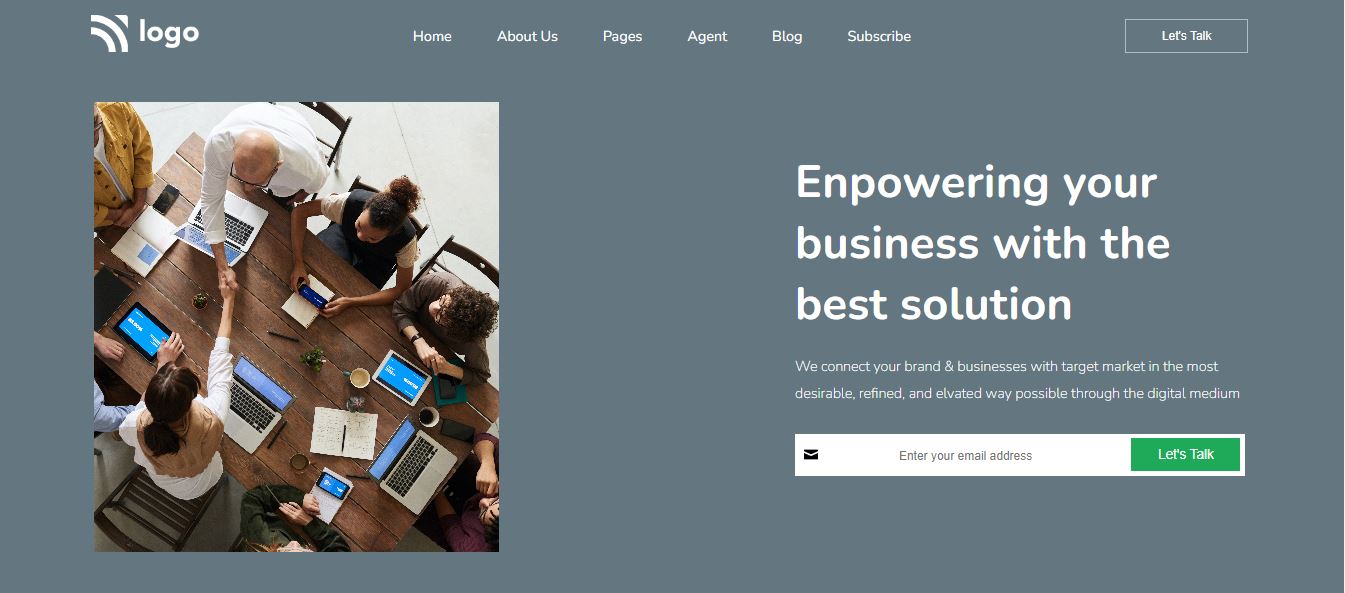 logo
Home About Us Pages Agent Blog Subscribe Let's Talk
Enpowering your
business with the
best solution
We connect your brand & businesses with target market in the most
desirable, refined, and elvated way possible through the digital medium
Enter your email address Let's Talk